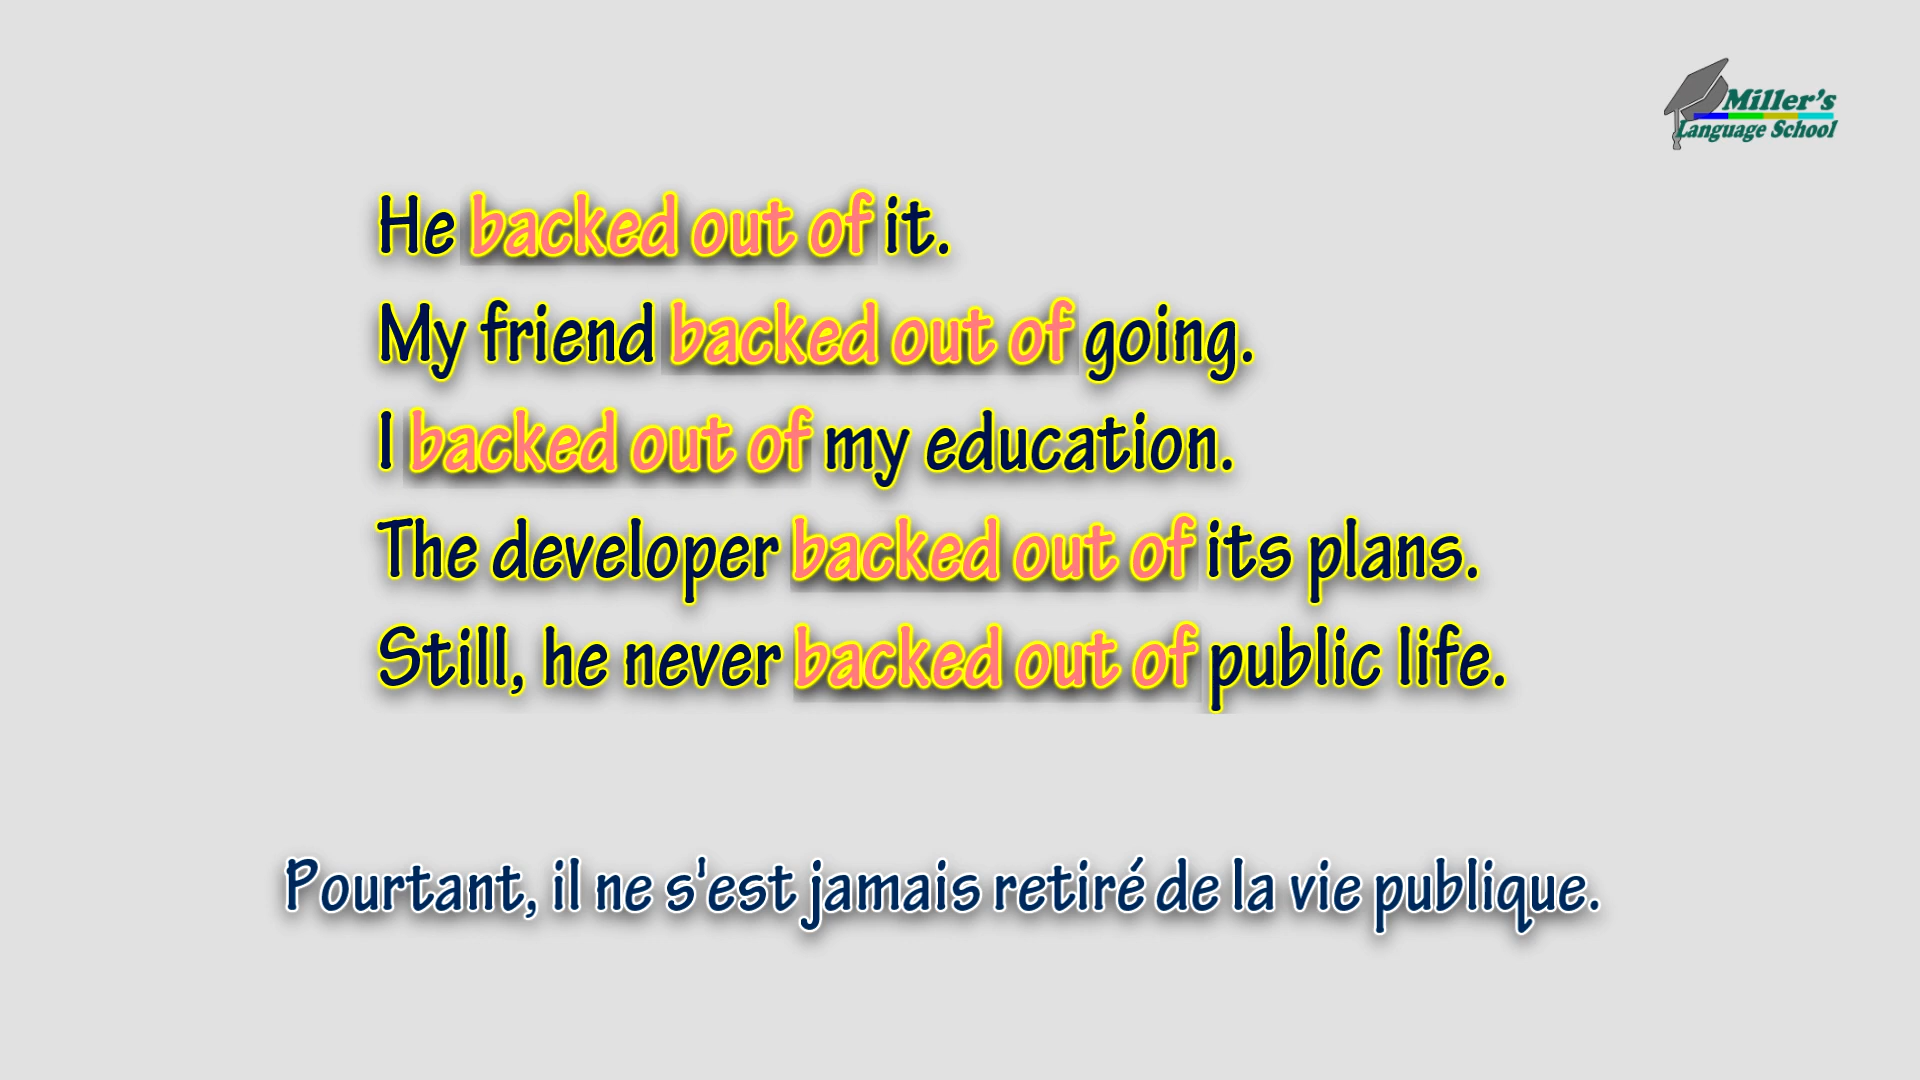 Miller's
Language School
He backed out of it.
My friend backed out of going.
I backed out of my education.
The developer backed out of its plans.
Still, he never backed out of public life.
Pourtant, il ne s'est jamais retiré de la vie publique.